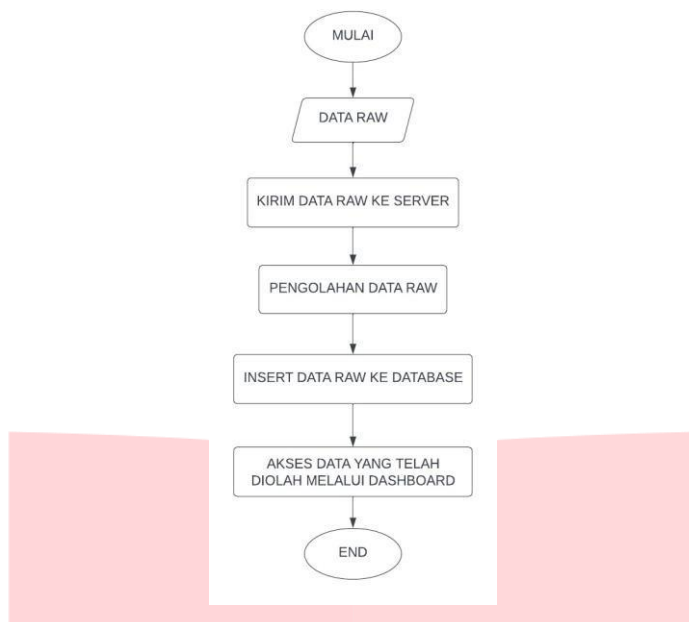 MULAI
DATA RAW
KIRIM DATA RAW KE SERVER
PENGOLAHAN DATA RAW
INSERT DATA RAW KE DATABASE
AKSES DATA YANG TELAH
DIOLAH MELALUI DASHBOARD
END